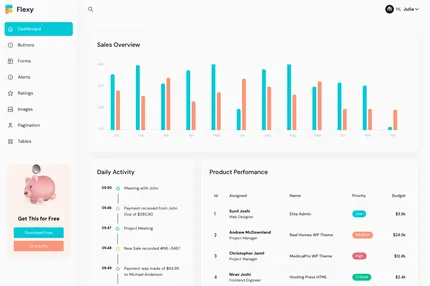 Flexy
Hi, Julia
Dashboard
Buttons
Forms
Alerts
Ratings
Images
Pagination
Tables
Get This for Free
Download Free
Check Pro
Sales Overview
Daily Activity
09:50 Meeting with John
09:46 Payment received from John
Doe of $385.90
09:47 Project Meeting
09:48 New Sale recorded #ML-3467
09:49 Payment was made of $64.95
to Michael Anderson
Product Perfomance
Id Assigned Name Priority Budget
1 Sunil Joshi Elite Admin Low $3.9k
Web Designer
2 Andrew McDownland Real Homes WP Theme Medium $24.5k
Project Manager
3 Christopher Jamil MedicalPro WP Theme High $12.8k
Project Manager
4 Nirav Joshi Hosting Press HTML $2.4k
Frontend Engineer